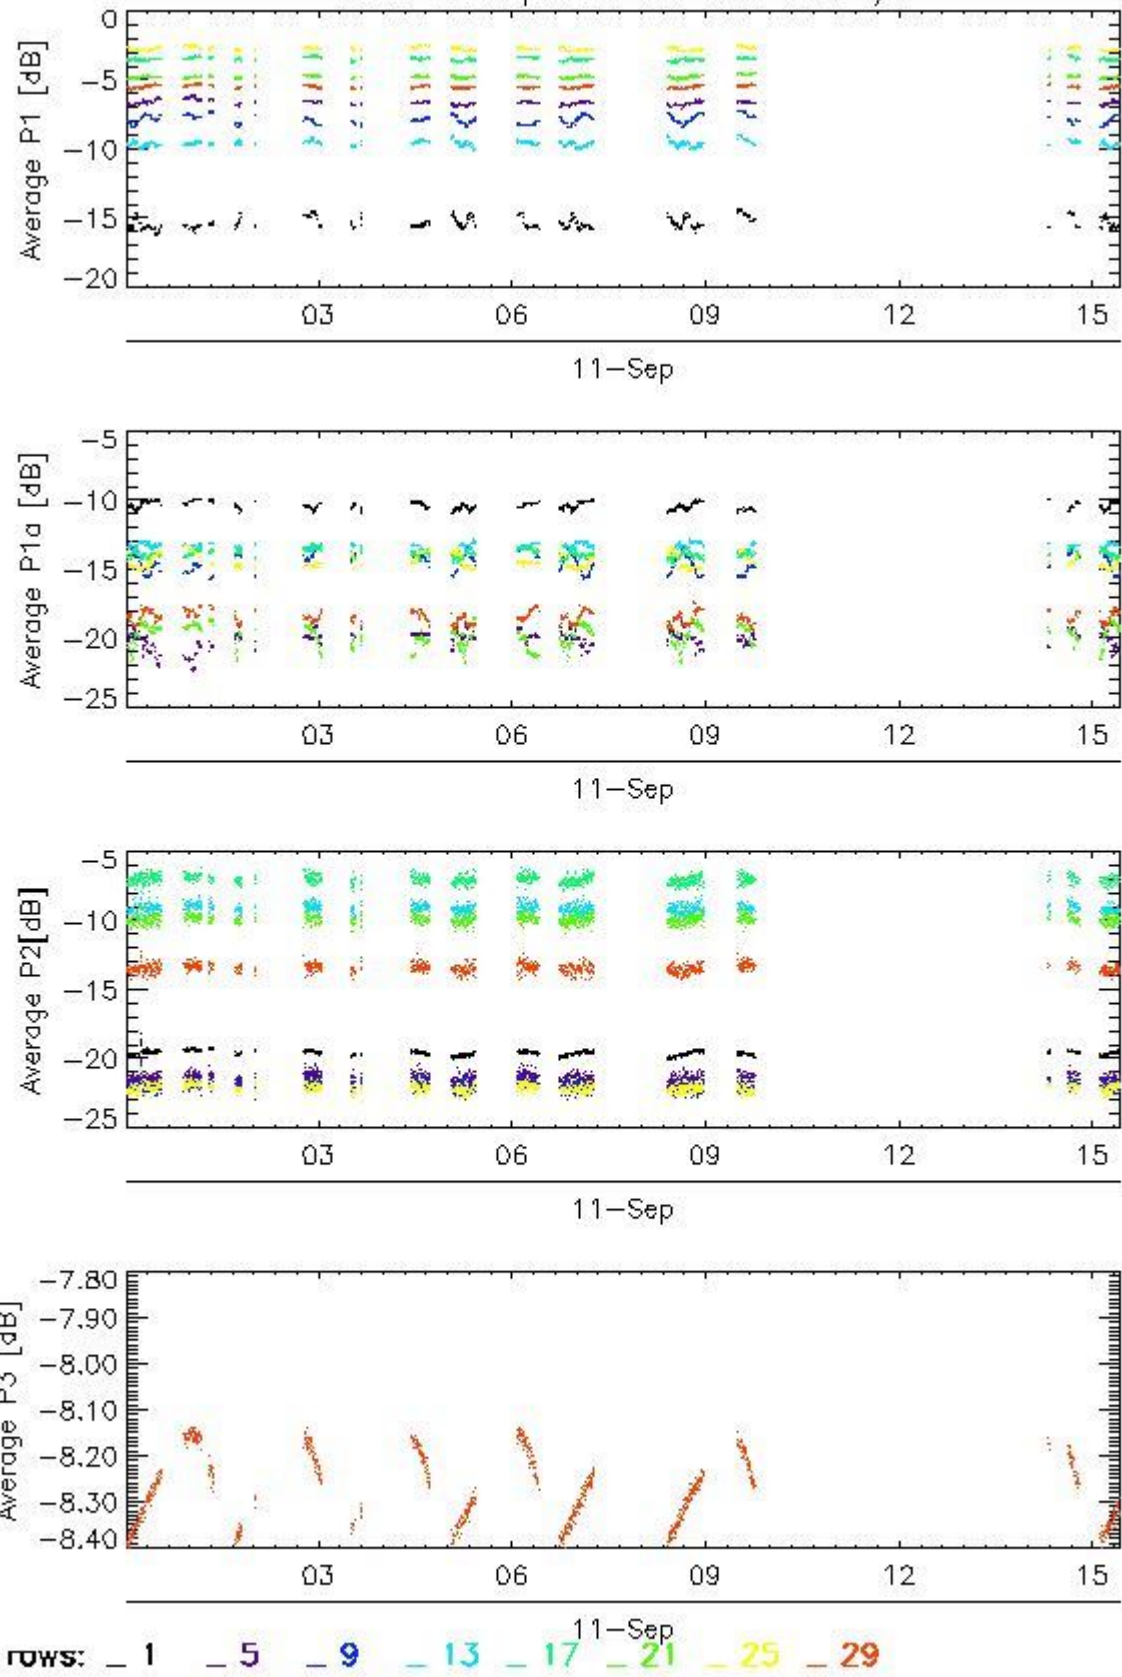 0
-5
-10
-15
-20
Average P1 [dB]
03 06 09 12 15
11-Sep
-5
-10
-15
-20
-25
Average P1a [dB]
03 06 09 12 15
11-Sep
-5
-10
-15
-20
-25
Average P2[dB]
03 06 09 12 15
11-Sep
-7.80
-7.90
-8.00
-8.10
-8.20
-8.30
-8.40
Average P3 [dB]
03 06 09 12 15
11-Sep
rows: _ 1 _ 5 _ 9 _ 13 _ 17 _ 21 _ 25 _ 29